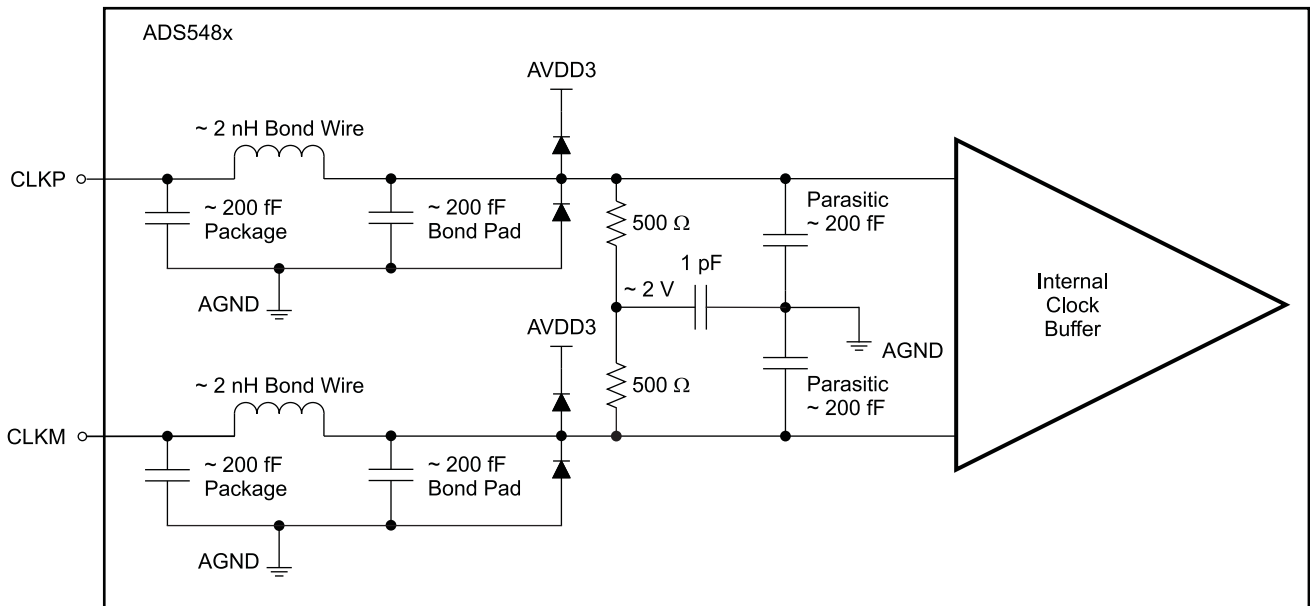 ADS548x
AVDD3
~ 2 nH Bond Wire
CLKP
~ 200 fF
Package
~ 200 fF
Bond Pad
500 Ω
Parasitic
~ 200 fF
1 pF
~ 2 V
AGND
Internal
Clock
Buffer
AVDD3
AGND
~ 2 nH Bond Wire
500 Ω
Parasitic
~ 200 fF
CLKM
~ 200 fF
Package
~ 200 fF
Bond Pad
AGND